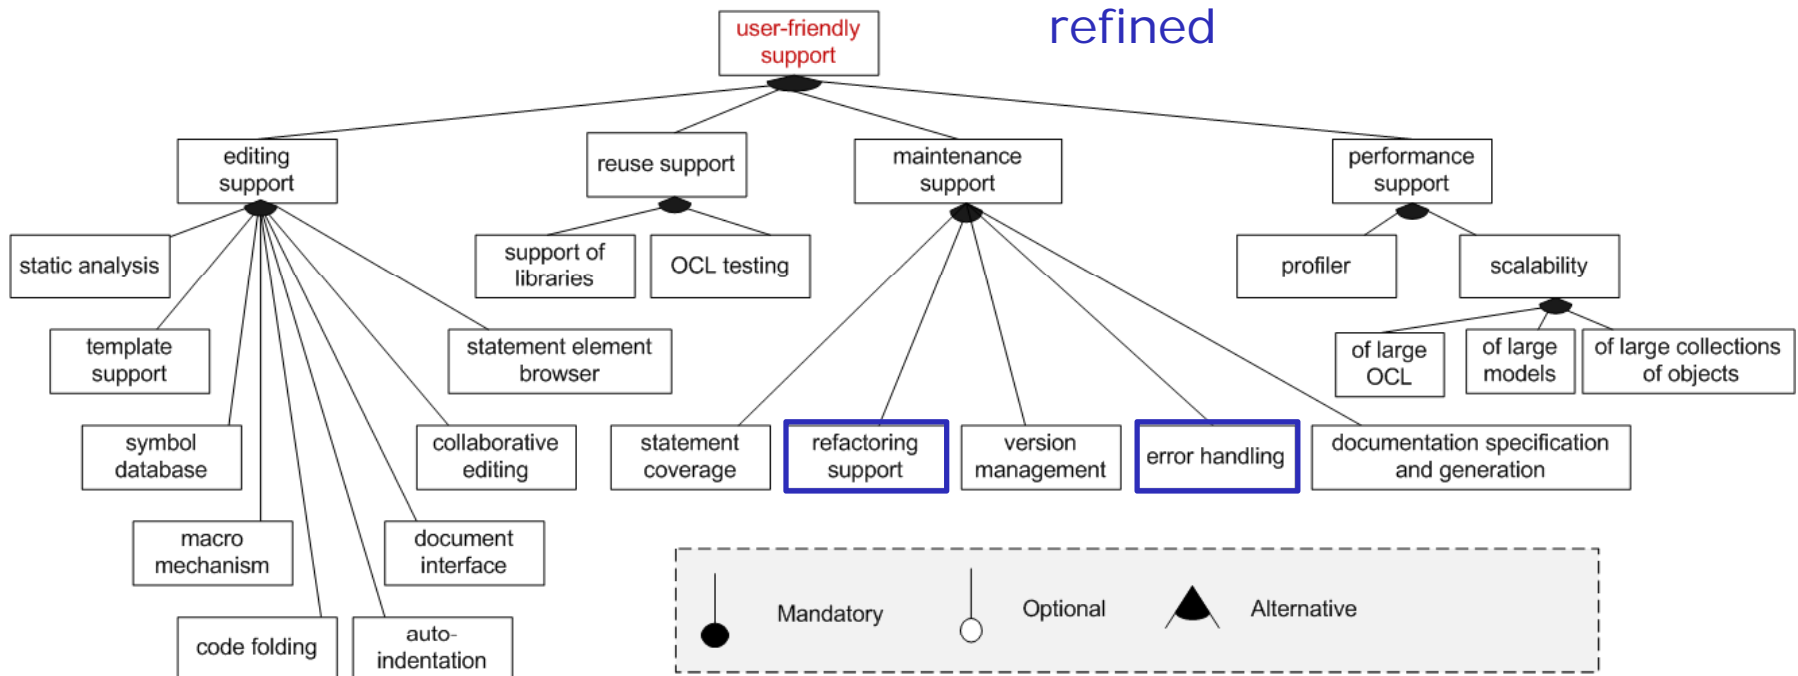 refined
user-friendly
support
editing
support
reuse support
maintenance
support
performance
support
static analysis
support of
libraries
OCL testing
profiler
scalability
template
support
statement element
browser
of large
OCL
of large
models
of large collections
of objects
symbol
database
collaborative
editing
statement
coverage
refactoring
support
version
management
error handling
documentation specification
and generation
macro
mechanism
document
interface
code folding
auto-
indentation
Mandatory
Optional
Alternative